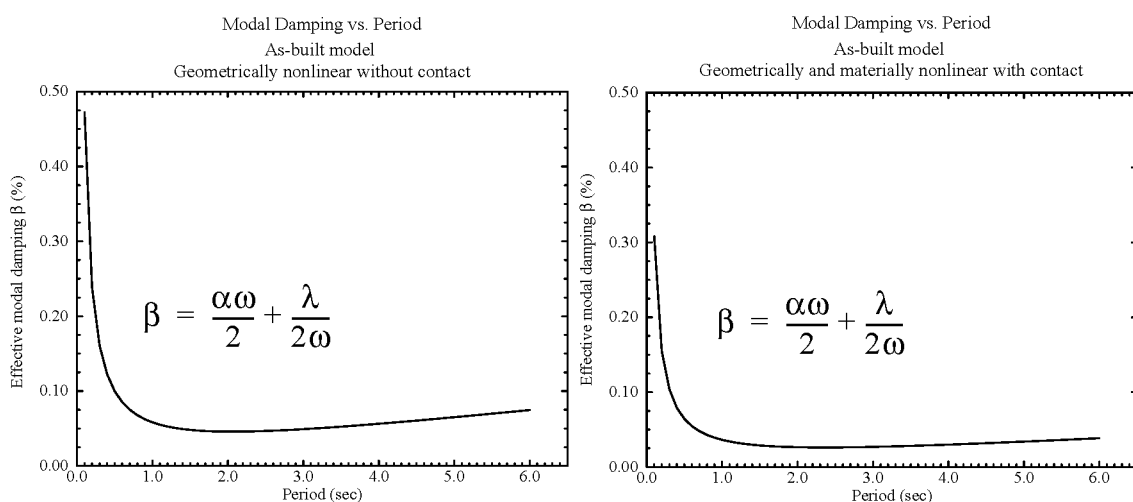 Modal Damping vs. Period
As-built model
Geometrically nonlinear without contact
0.50
0.40
0.30
0.20
0.10
0.00
Effective modal damping β (%)
β = αω/2 + λ/2ω
0.0 1.0 2.0 3.0 4.0 5.0 6.0
Period (sec)
Modal Damping vs. Period
As-built model
Geometrically and materially nonlinear with contact
0.50
0.40
0.30
0.20
0.10
0.00
Effective modal damping β (%)
β = αω/2 + λ/2ω
0.0 1.0 2.0 3.0 4.0 5.0 6.0
Period (sec)